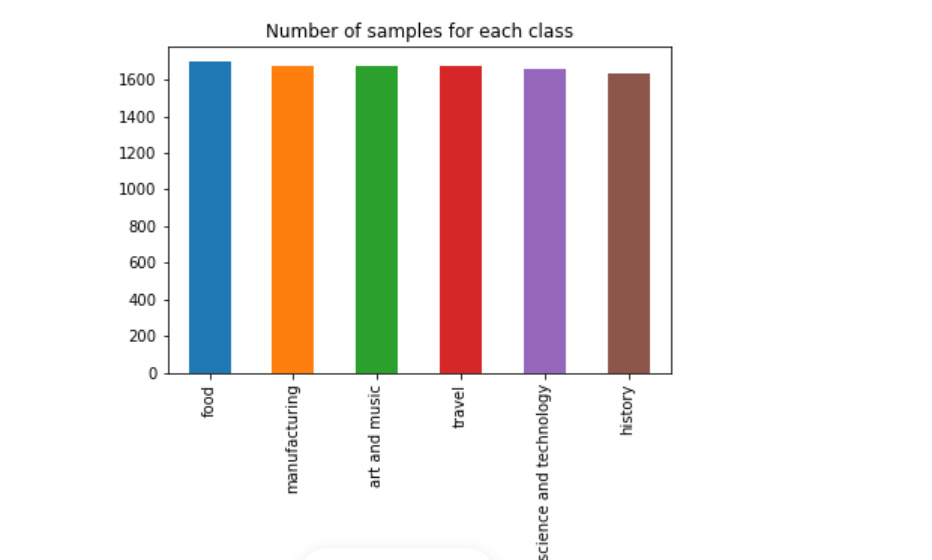 Number of samples for each class
1600
1400
1200
1000
800
600
400
200
0
food
manufacturing
art and music
travel
science and technology
history